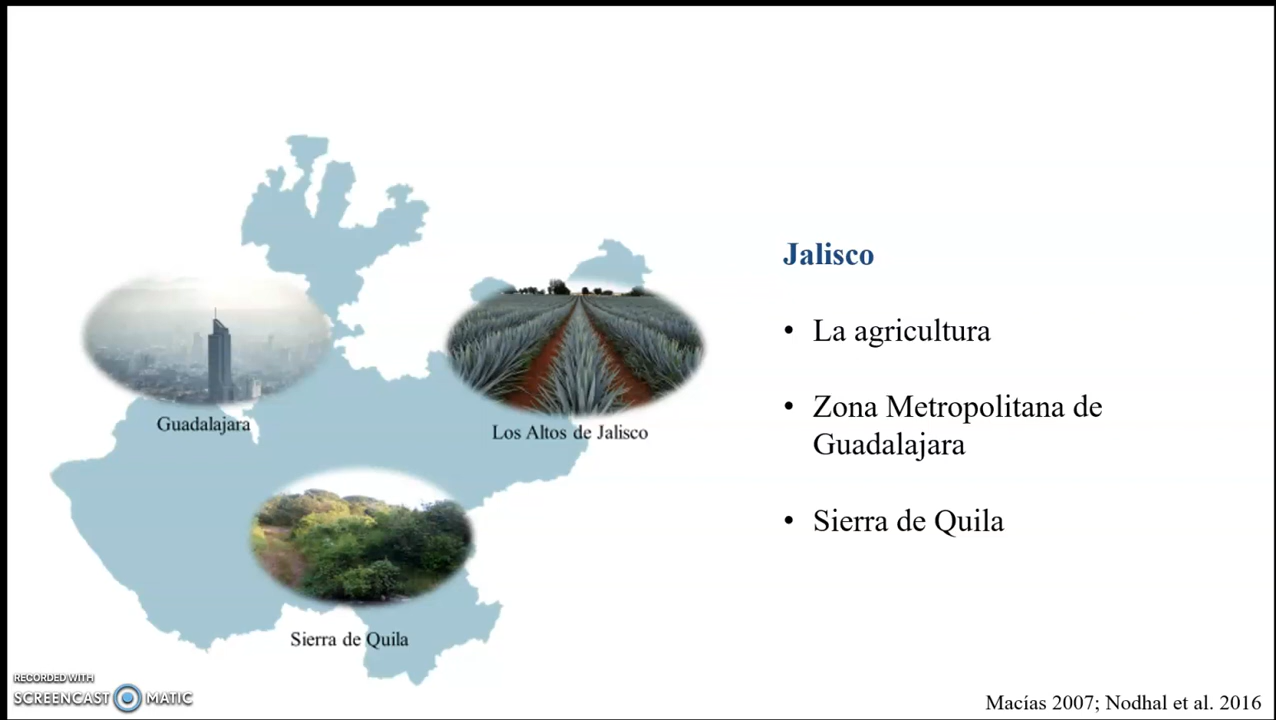 Jalisco
• La agricultura
• Zona Metropolitana de
Guadalajara
• Sierra de Quila
Guadalajara
Los Altos de Jalisco
Sierra de Quila
RECORDED WITH
SCREENCAST MATIC
Macías 2007; Nodhal et al. 2016